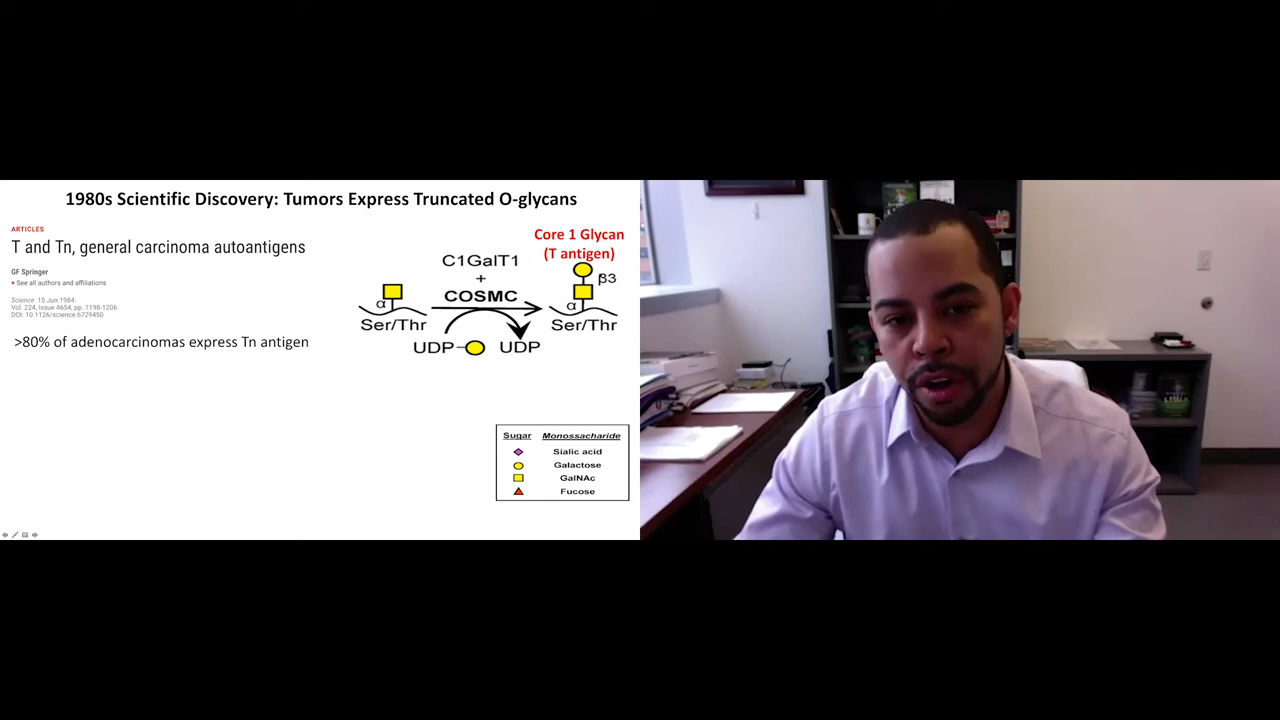 1980s Scientific Discovery: Tumors Express Truncated O-glycans
ARTICLES
T and Tn, general carcinoma autoantigens
GF Springer
+ See all authors and affiliations
Science 15 Jun 1984:
Vol. 224, Issue 4654, pp. 1198-1206
DOI: 10.1126/science.6729450
>80% of adenocarcinomas express Tn antigen
Core 1 Glycan
(T antigen)
C1GalT1
+
COSMC
β3
α
α
Ser/Thr
Ser/Thr
UDP
UDP
Sugar Monossacharide
Sialic acid
Galactose
GalNAc
Fucose